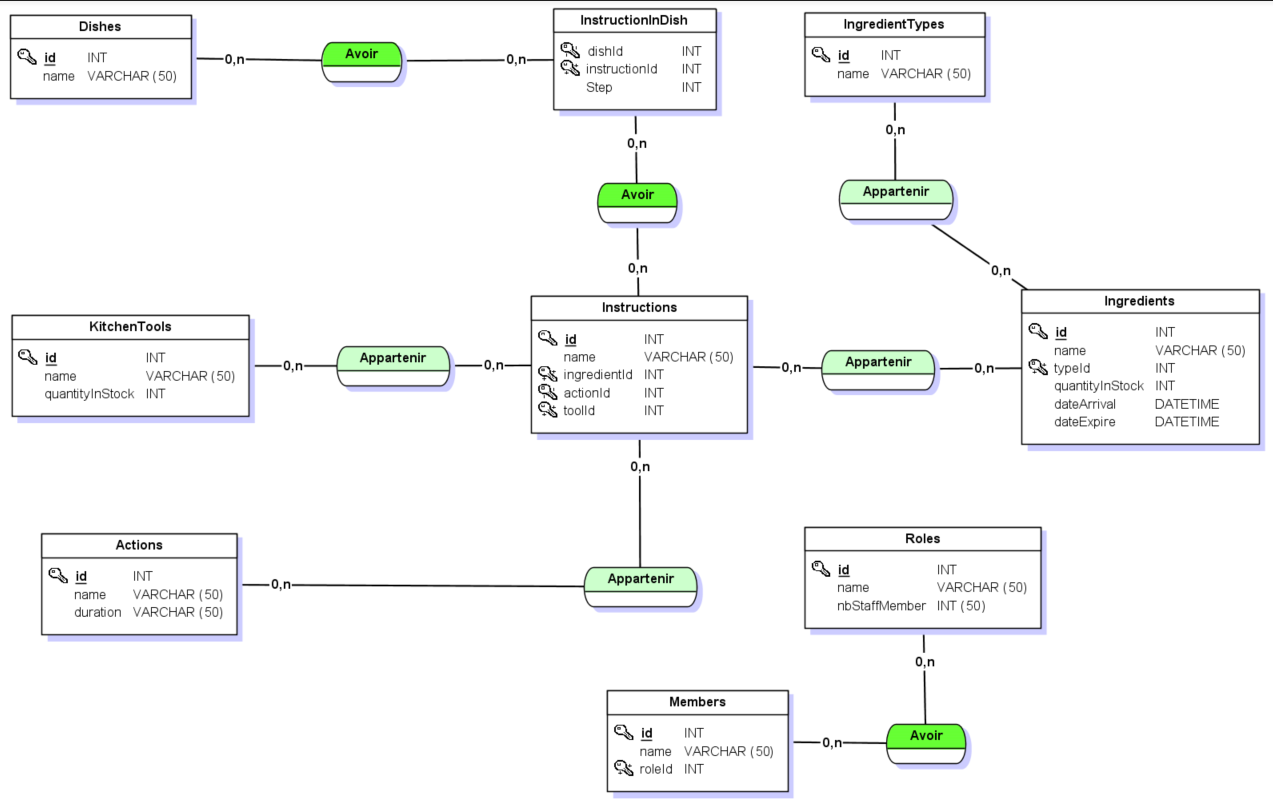 Dishes
id INT
name VARCHAR (50)
0,n
Avoir
0,n
InstructionInDish
dishId INT
instructionId INT
Step INT
IngredientTypes
id INT
name VARCHAR (50)
0,n
Avoir
0,n
0,n
Appartenir
0,n
KitchenTools
id INT
name VARCHAR (50)
quantityInStock INT
0,n
Appartenir
0,n
Instructions
id INT
name VARCHAR (50)
ingredientId INT
actionId INT
toolId INT
0,n
Appartenir
0,n
Ingredients
id INT
name VARCHAR (50)
typeId INT
quantityInStock INT
dateArrival DATETIME
dateExpire DATETIME
0,n
Appartenir
0,n
Actions
id INT
name VARCHAR (50)
duration VARCHAR (50)
Roles
id INT
name VARCHAR (50)
nbStaffMember INT (50)
0,n
Avoir
0,n
Members
id INT
name VARCHAR (50)
roleId INT